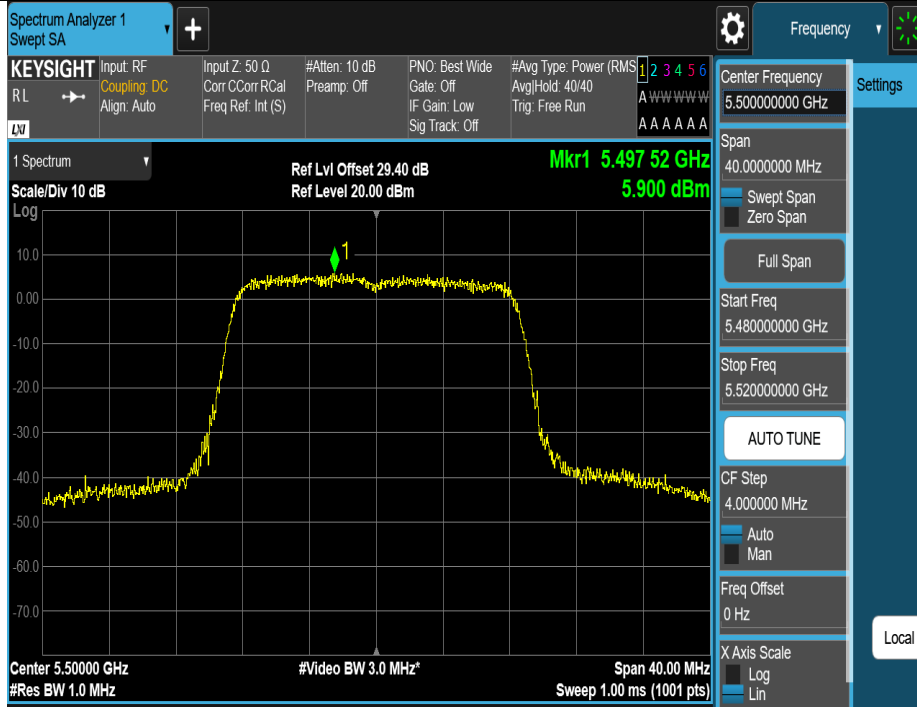 Spectrum Analyzer 1
Swept SA
+
Frequency
KEYSIGHT
R L
LXI
Input: RF
Coupling: DC
Align: Auto
Input Z: 50 Ω
Corr CCorr RCal
Freq Ref: Int (S)
#Atten: 10 dB
Preamp: Off
PNO: Best Wide
Gate: Off
IF Gain: Low
Sig Track: Off
#Avg Type: Power (RMS
Avg|Hold: 40/40
Trig: Free Run
1 2 3 4 5 6
A W W W W W
A A A A A A
1 Spectrum
Scale/Div 10 dB
Log
Ref Lvl Offset 29.40 dB
Ref Level 20.00 dBm
Mkr1 5.497 52 GHz
5.900 dBm
1
10.0
0.00
-10.0
-20.0
-30.0
-40.0
-50.0
-60.0
-70.0
Center 5.50000 GHz
#Video BW 3.0 MHz*
Span 40.00 MHz
#Res BW 1.0 MHz
Sweep 1.00 ms (1001 pts)
Center Frequency
5.500000000 GHz
Span
40.0000000 MHz
Swept Span
Zero Span
Full Span
Start Freq
5.480000000 GHz
Stop Freq
5.520000000 GHz
AUTO TUNE
CF Step
4.000000 MHz
Auto
Man
Freq Offset
0 Hz
X Axis Scale
Log
Lin
Settings
Local